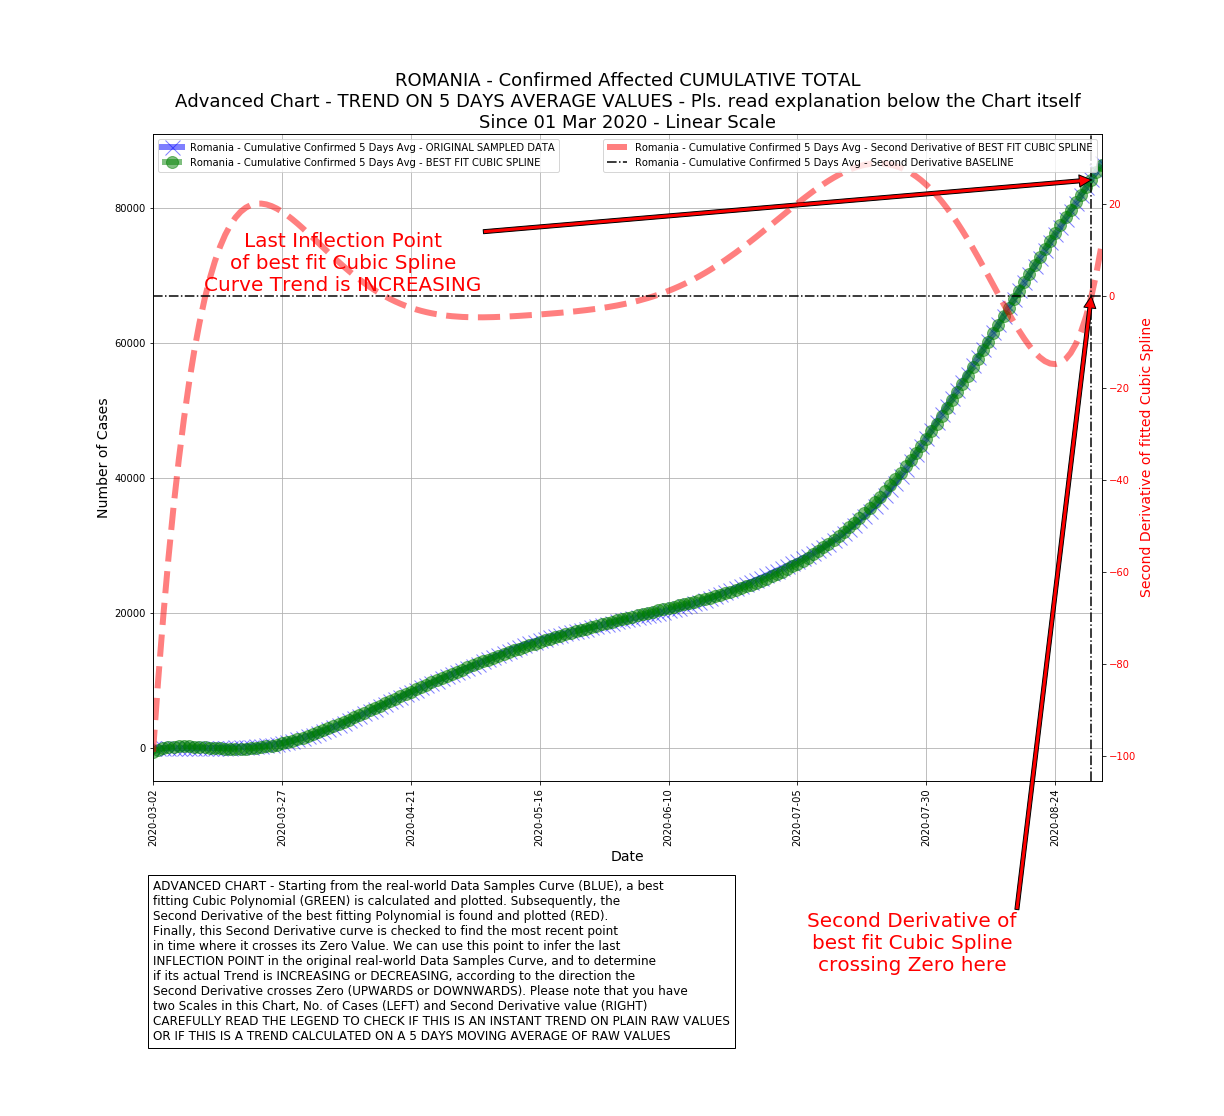 ROMANIA - Confirmed Affected CUMULATIVE TOTAL
Advanced Chart - TREND ON 5 DAYS AVERAGE VALUES - Pls. read explanation below the Chart itself
Since 01 Mar 2020 - Linear Scale
Romania - Cumulative Confirmed 5 Days Avg - ORIGINAL SAMPLED DATA
Romania - Cumulative Confirmed 5 Days Avg - BEST FIT CUBIC SPLINE
Romania - Cumulative Confirmed 5 Days Avg - Second Derivative of BEST FIT CUBIC SPLINE
Romania - Cumulative Confirmed 5 Days Avg - Second Derivative BASELINE
Last Inflection Point
of best fit Cubic Spline
Curve Trend is INCREASING
Number of Cases
80000
60000
40000
20000
0
20
0
−20
−40
−60
−80
−100
Second Derivative of fitted Cubic Spline
2020-03-02
2020-03-27
2020-04-21
2020-05-16
2020-06-10
2020-07-05
2020-07-30
2020-08-24
Date
ADVANCED CHART - Starting from the real-world Data Samples Curve (BLUE), a best
fitting Cubic Polynomial (GREEN) is calculated and plotted. Subsequently, the
Second Derivative of the best fitting Polynomial is found and plotted (RED).
Finally, this Second Derivative curve is checked to find the most recent point
in time where it crosses its Zero Value. We can use this point to infer the last
INFLECTION POINT in the original real-world Data Samples Curve, and to determine
if its actual Trend is INCREASING or DECREASING, according to the direction the
Second Derivative crosses Zero (UPWARDS or DOWNWARDS). Please note that you have
two Scales in this Chart, No. of Cases (LEFT) and Second Derivative value (RIGHT)
CAREFULLY READ THE LEGEND TO CHECK IF THIS IS AN INSTANT TREND ON PLAIN RAW VALUES
OR IF THIS IS A TREND CALCULATED ON A 5 DAYS MOVING AVERAGE OF RAW VALUES
Second Derivative of
best fit Cubic Spline
crossing Zero here